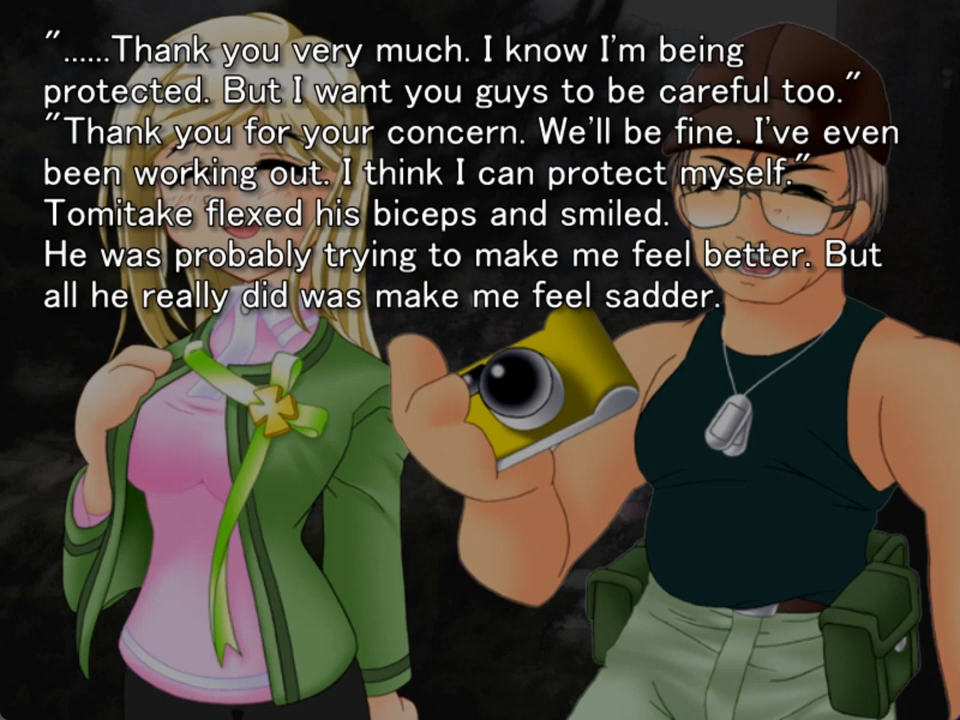 "......Thank you very much. I know I'm being
protected. But I want you guys to be careful too."
"Thank you for your concern. We'll be fine. I've even
been working out. I think I can protect myself."
Tomitake flexed his biceps and smiled.
He was probably trying to make me feel better. But
all he really did was make me feel sadder.